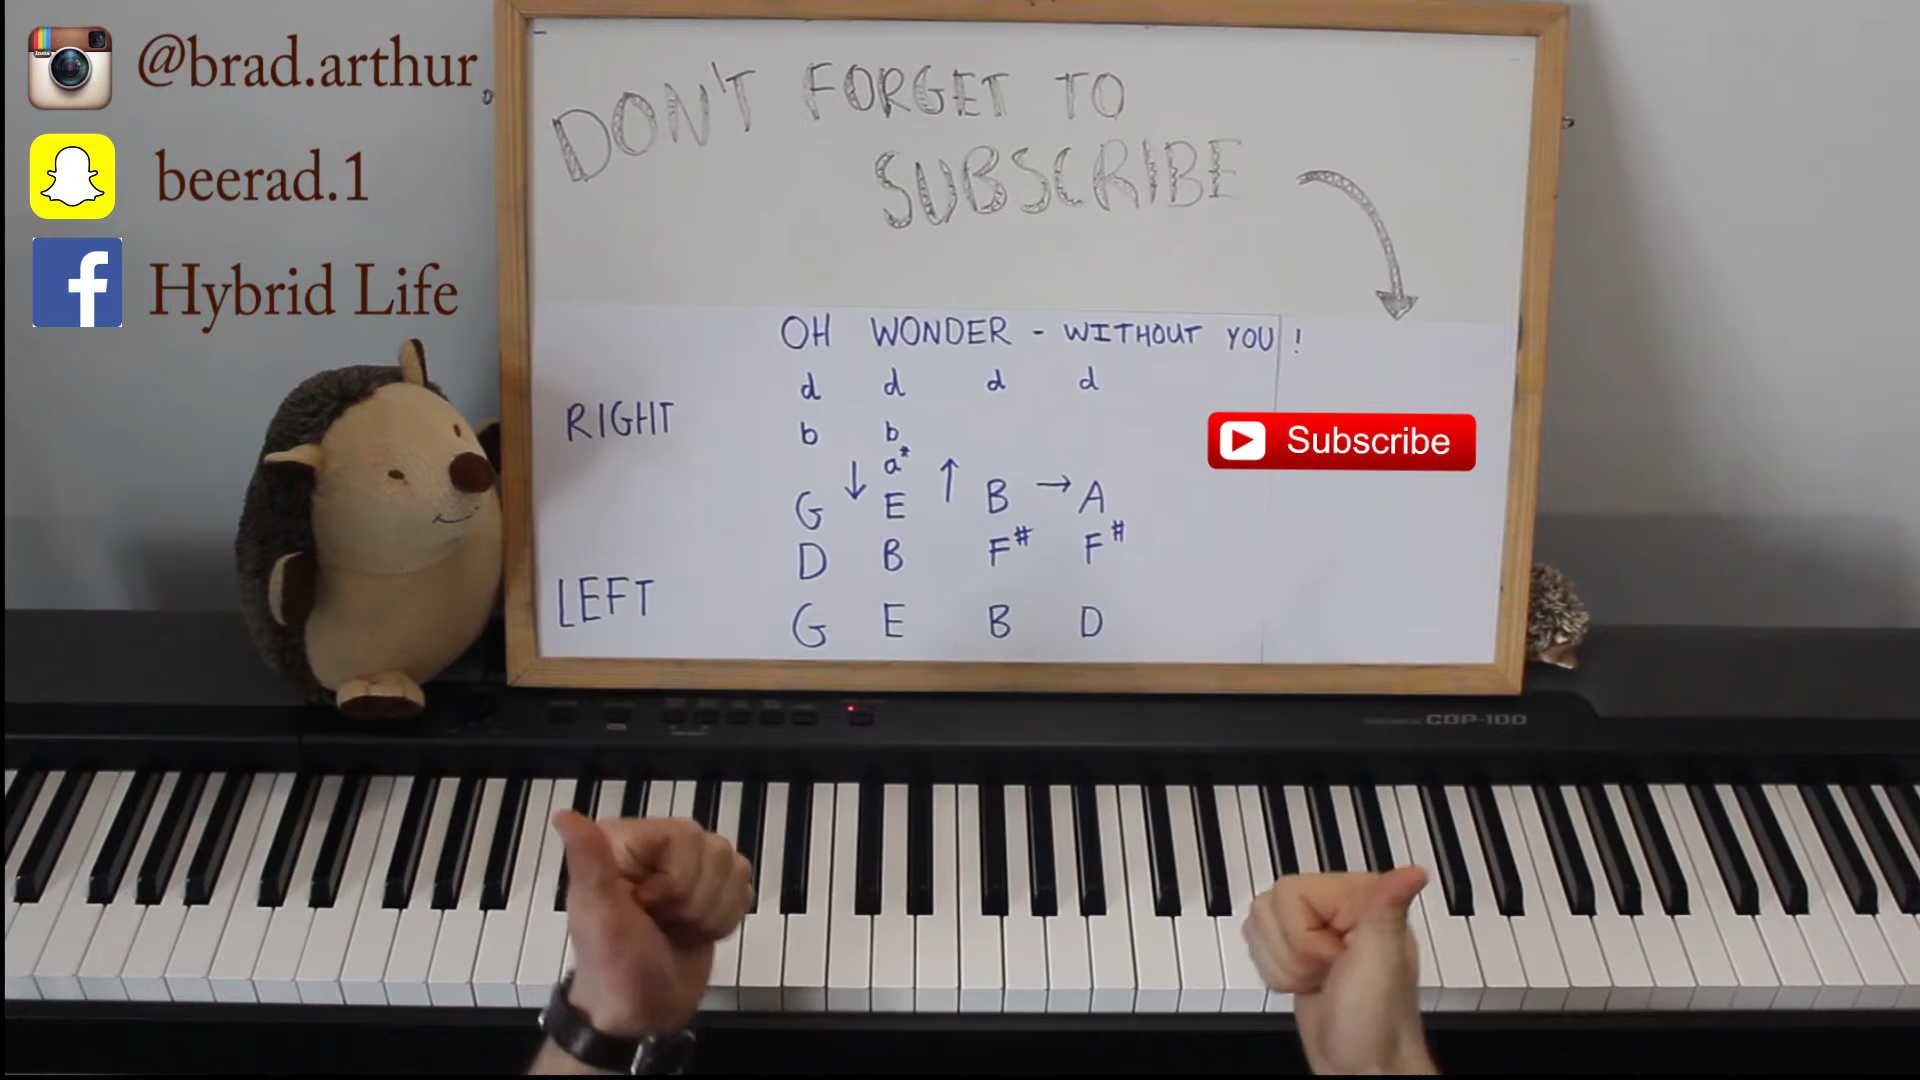 @brad.arthur
beerad.1
Hybrid Life
DON'T FORGET TO
SUBSCRIBE
OH WONDER - WITHOUT YOU !
d d d d
RIGHT
b b
a*
G ↓ E ↑ B → A
D B F# F#
LEFT
G E B D
Subscribe
CDP-100